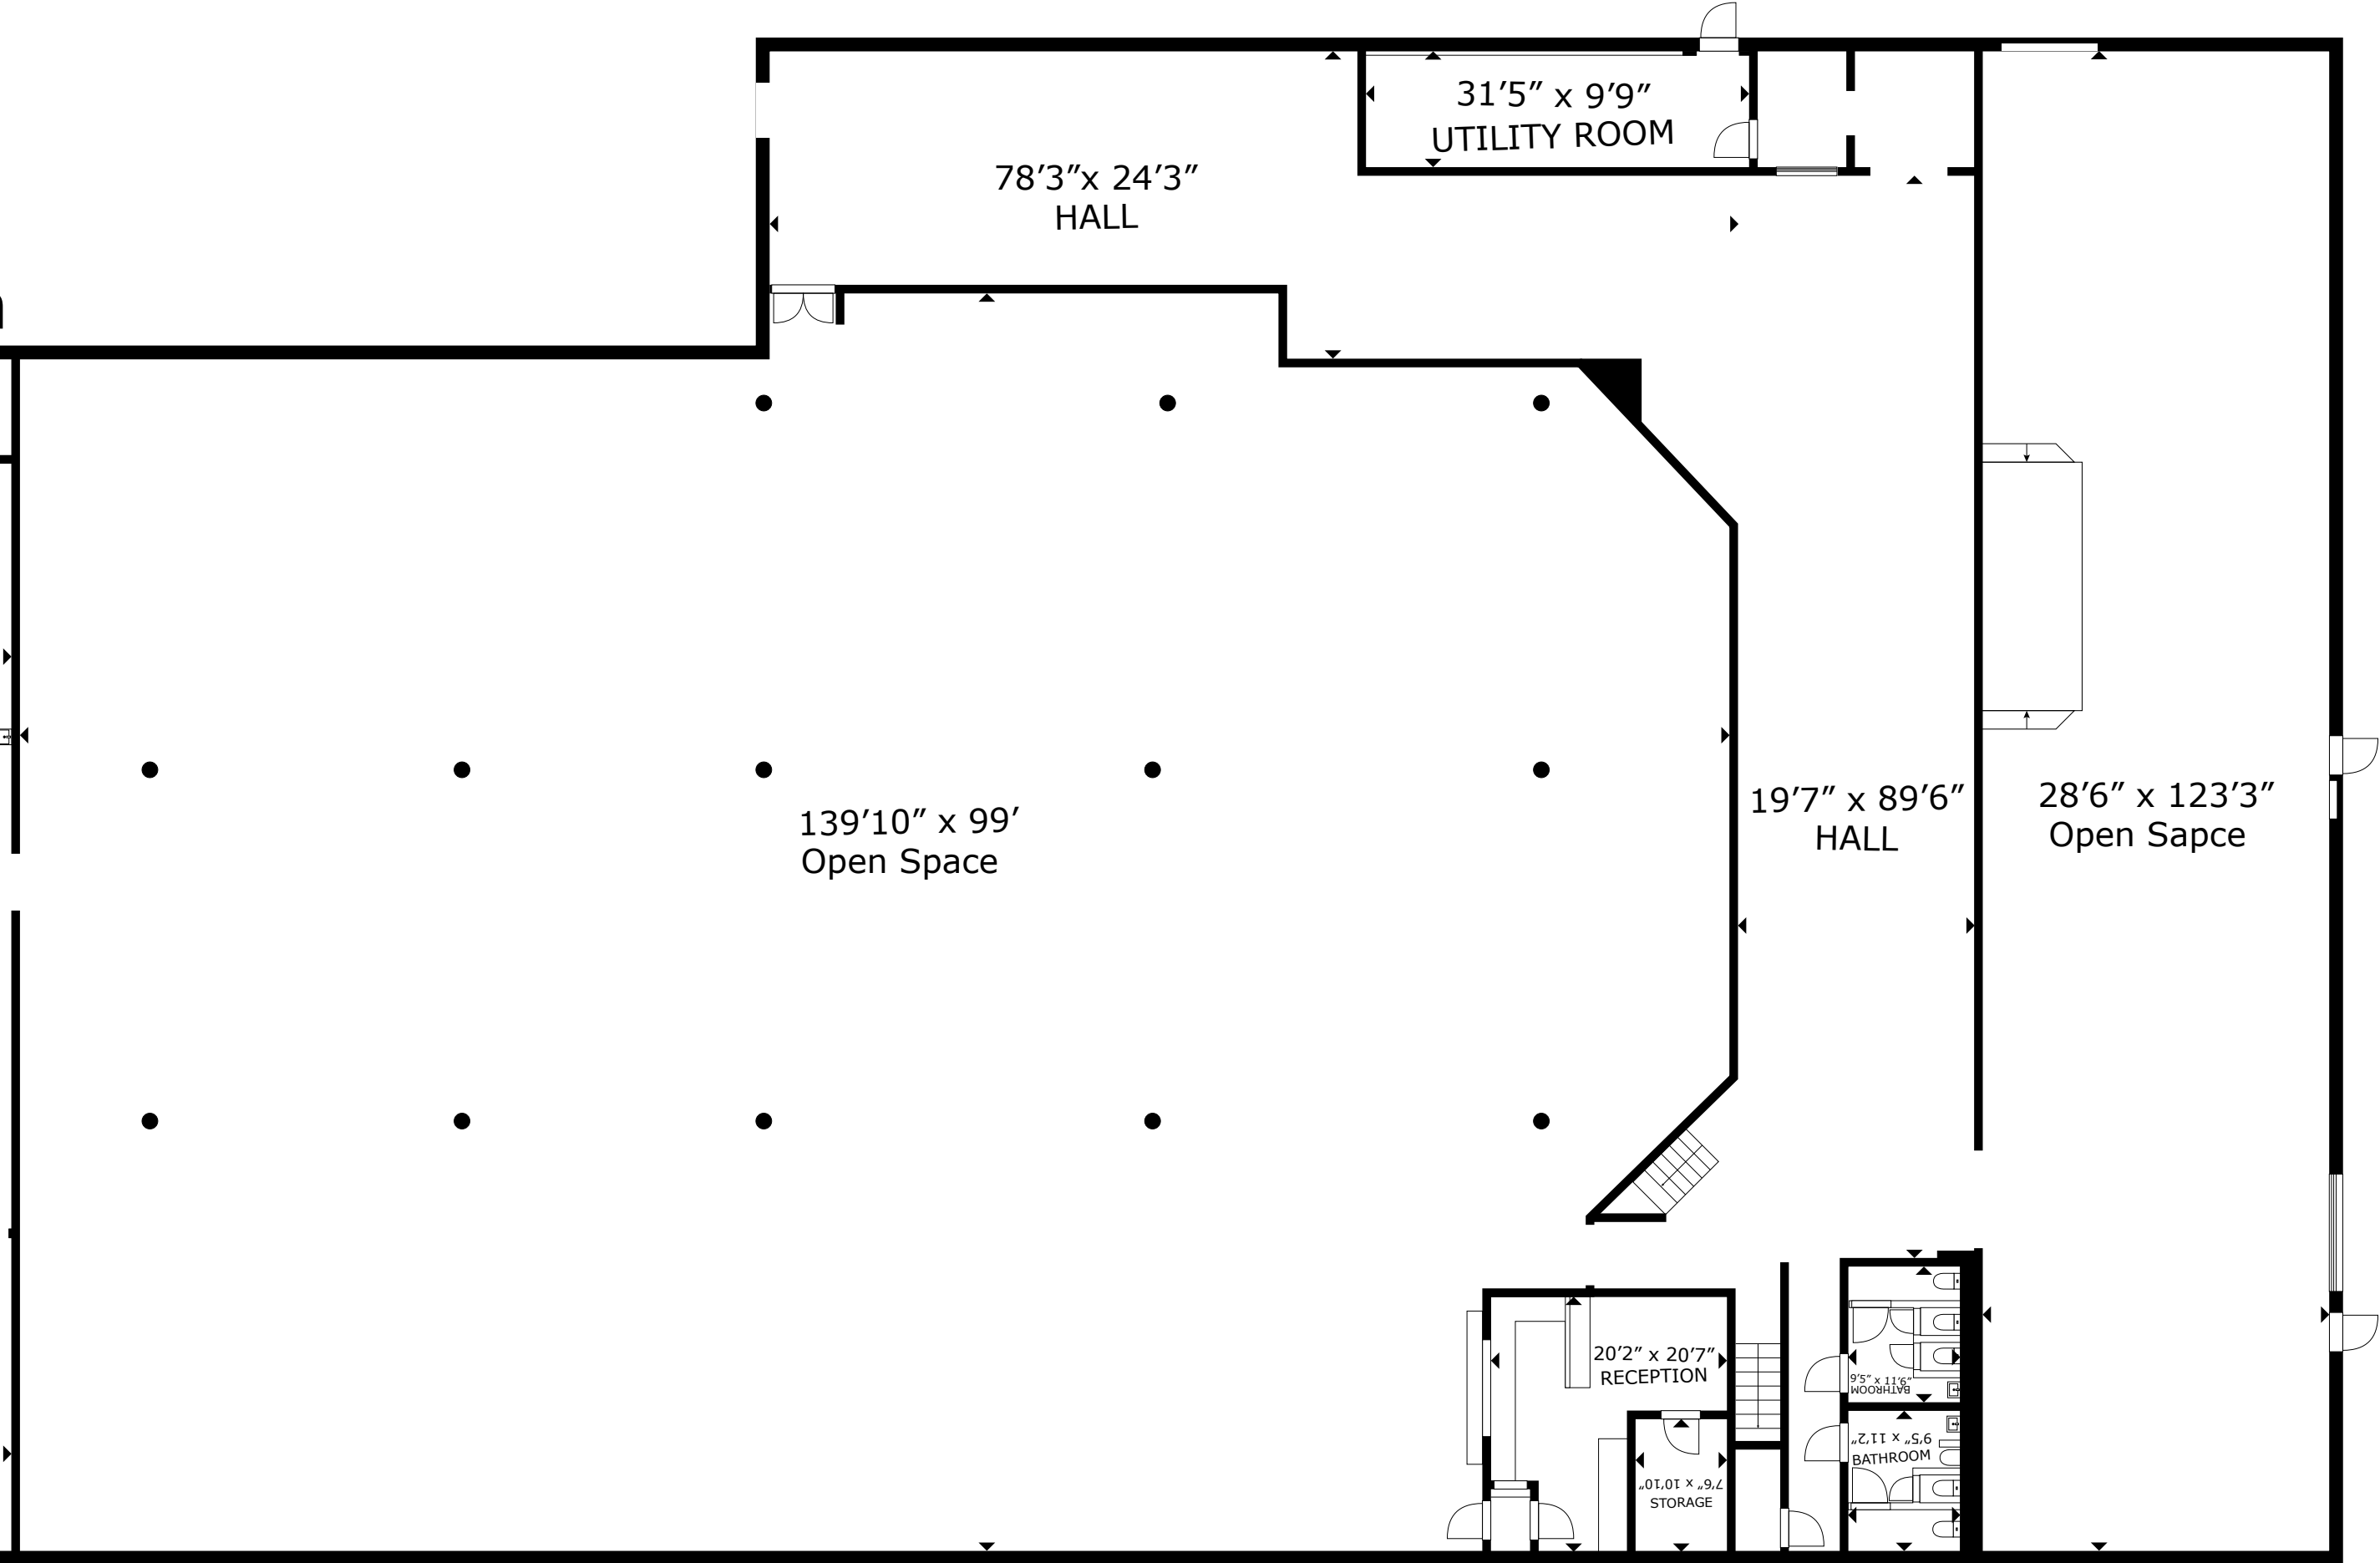 31′5″ x 9′9″
UTILITY ROOM
78′3″x 24′3″
HALL
139′10″ x 99′
Open Space
19′7″ x 89′6″
HALL
28′6″ x 123′3″
Open Sapce
20′2″ x 20′7″
RECEPTION
9′5″ x 11′6″
BATHROOM
9′5″ x 11′2″
BATHROOM
7′6″ x 10′10″
STORAGE